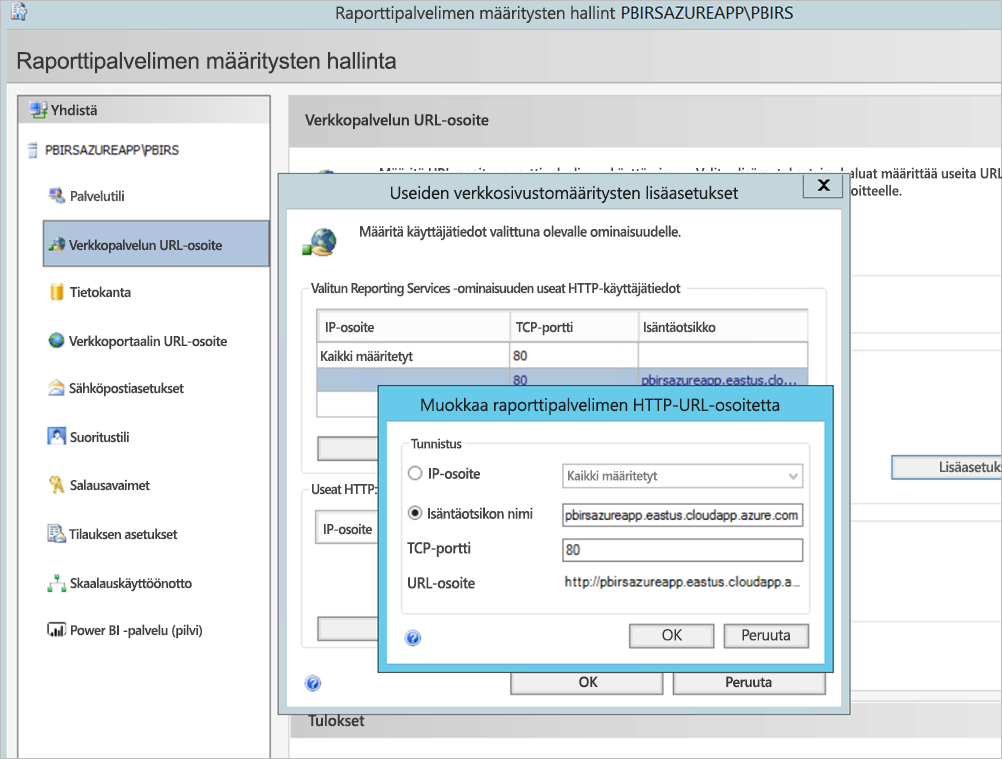 Raporttipalvelimen määritysten hallint PBIRSAZUREAPP\PBIRS
Raporttipalvelimen määritysten hallinta
Yhdistä
PBIRSAZUREAPP\PBIRS
Palvelutili
Verkkopalvelun URL-osoite
Tietokanta
Verkkoportaalin URL-osoite
Sähköpostiasetukset
Suoritustili
Salausavaimet
Tilauksen asetukset
Skaalauskäyttöönotto
Power BI -palvelu (pilvi)
Verkkopalvelun URL-osoite
aluat määrittää useita URL
oitteelle.
Lisäasetuk
Tulokset
Useiden verkkosivustomääritysten lisäasetukset
X
Määritä käyttäjätiedot valittuna olevalle ominaisuudelle.
Valitun Reporting Services -ominaisuuden useat HTTP-käyttäjätiedot
IP-osoite TCP-portti Isäntäotsikko
Kaikki määritetyt 80
80 pbirsazureapp.eastus.clo...
Useat HTTP:
IP-osoite
OK Peruuta
Muokkaa raporttipalvelimen HTTP-URL-osoitetta
Tunnistus
IP-osoite Kaikki määritetyt
Isäntäotsikon nimi pbirsazureapp.eastus.cloudapp.azure.com
TCP-portti 80
URL-osoite http://pbirsazureapp.eastus.cloudapp.a...
OK Peruuta